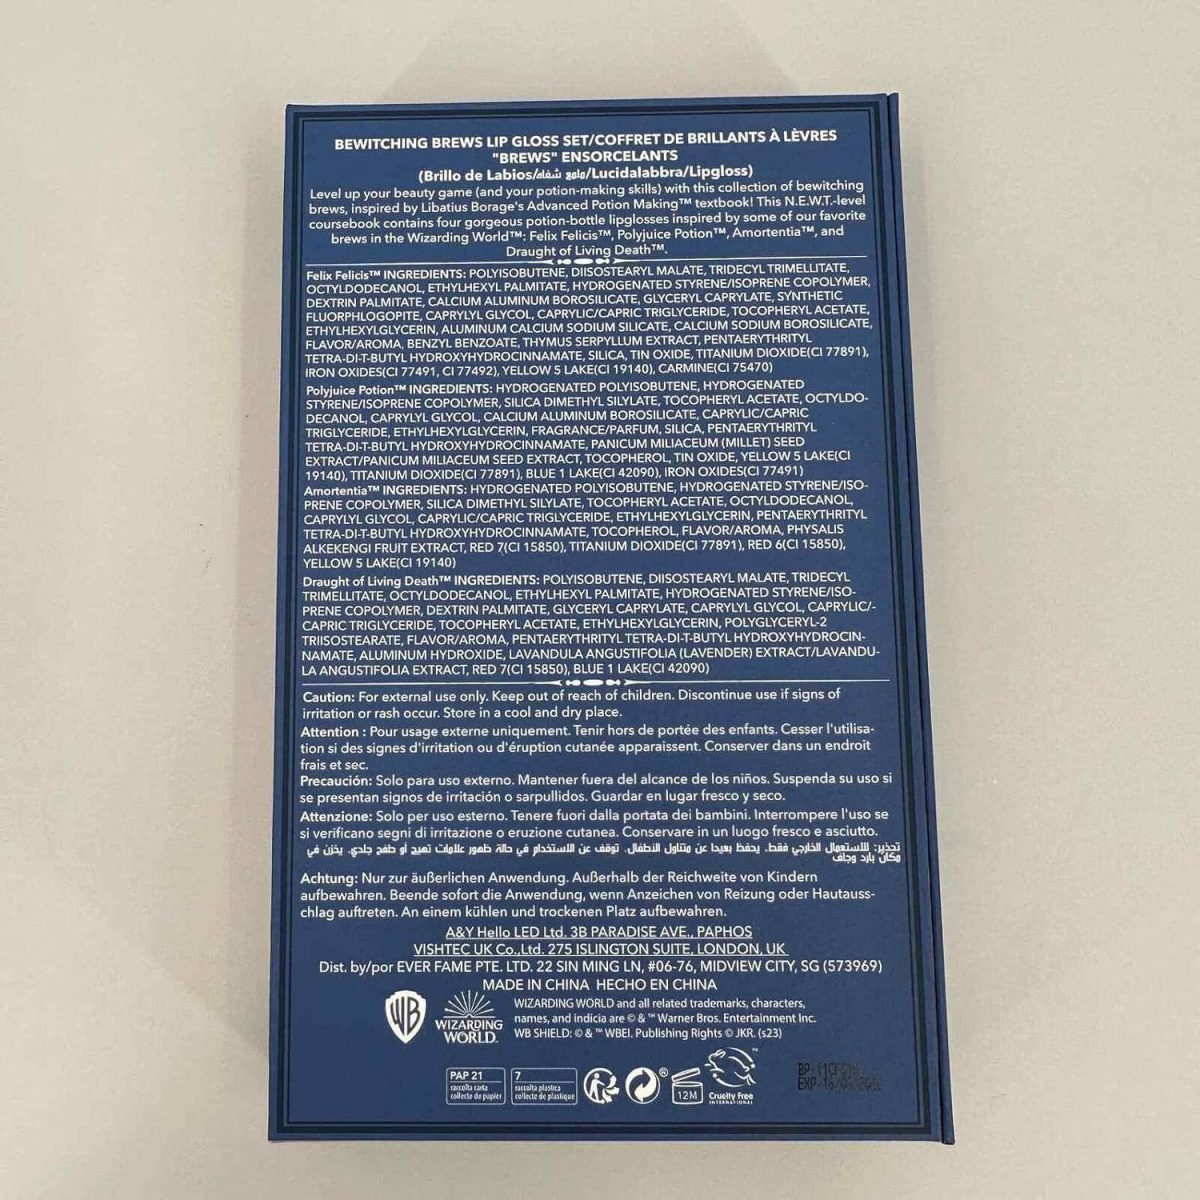 BEWITCHING BREWS LIP GLOSS SET/COFFRET DE BRILLANTS À LÈVRES
"BREWS" ENSORCELANTS
(Brillo de Labios/ملمع شفاه/Lucidalabbra/Lipgloss)
Level up your beauty game (and your potion-making skills) with this collection of bewitching
brews, inspired by Libatius Borage's Advanced Potion Making™ textbook! This N.E.W.T.-level
coursebook contains four gorgeous potion-bottle lipglosses inspired by some of our favorite
brews in the Wizarding World™: Felix Felicis™, Polyjuice Potion™, Amortentia™, and
Draught of Living Death™.
Felix Felicis™ INGREDIENTS: POLYISOBUTENE, DIISOSTEARYL MALATE, TRIDECYL TRIMELLITATE,
OCTYLDODECANOL, ETHYLHEXYL PALMITATE, HYDROGENATED STYRENE/ISOPRENE COPOLYMER,
DEXTRIN PALMITATE, CALCIUM ALUMINUM BOROSILICATE, GLYCERYL CAPRYLATE, SYNTHETIC
FLUORPHLOGOPITE, CAPRYLYL GLYCOL, CAPRYLIC/CAPRIC TRIGLYCERIDE, TOCOPHERYL ACETATE,
ETHYLHEXYLGLYCERIN, ALUMINUM CALCIUM SODIUM SILICATE, CALCIUM SODIUM BOROSILICATE,
FLAVOR/AROMA, BENZYL BENZOATE, THYMUS SERPYLLUM EXTRACT, PENTAERYTHRITYL
TETRA-DI-T-BUTYL HYDROXYHYDROCINNAMATE, SILICA, TIN OXIDE, TITANIUM DIOXIDE(CI 77891),
IRON OXIDES(CI 77491, CI 77492), YELLOW 5 LAKE(CI 19140), CARMINE(CI 75470)
Polyjuice Potion™ INGREDIENTS: HYDROGENATED POLYISOBUTENE, HYDROGENATED
STYRENE/ISOPRENE COPOLYMER, SILICA DIMETHYL SILYLATE, TOCOPHERYL ACETATE, OCTYLDO-
DECANOL, CAPRYLYL GLYCOL, CALCIUM ALUMINUM BOROSILICATE, CAPRYLIC/CAPRIC
TRIGLYCERIDE, ETHYLHEXYLGLYCERIN, FRAGRANCE/PARFUM, SILICA, PENTAERYTHRITYL
TETRA-DI-T-BUTYL HYDROXYHYDROCINNAMATE, PANICUM MILIACEUM (MILLET) SEED
EXTRACT/PANICUM MILIACEUM SEED EXTRACT, TOCOPHEROL, TIN OXIDE, YELLOW 5 LAKE(CI
19140), TITANIUM DIOXIDE(CI 77891), BLUE 1 LAKE(CI 42090), IRON OXIDES(CI 77491)
Amortentia™ INGREDIENTS: HYDROGENATED POLYISOBUTENE, HYDROGENATED STYRENE/ISO-
PRENE COPOLYMER, SILICA DIMETHYL SILYLATE, TOCOPHERYL ACETATE, OCTYLDODECANOL,
CAPRYLYL GLYCOL, CAPRYLIC/CAPRIC TRIGLYCERIDE, ETHYLHEXYLGLYCERIN, PENTAERYTHRITYL
TETRA-DI-T-BUTYL HYDROXYHYDROCINNAMATE, TOCOPHEROL, FLAVOR/AROMA, PHYSALIS
ALKEKENGI FRUIT EXTRACT, RED 7(CI 15850), TITANIUM DIOXIDE(CI 77891), RED 6(CI 15850),
YELLOW 5 LAKE(CI 19140)
Draught of Living Death™ INGREDIENTS: POLYISOBUTENE, DIISOSTEARYL MALATE, TRIDECYL
TRIMELLITATE, OCTYLDODECANOL, ETHYLHEXYL PALMITATE, HYDROGENATED STYRENE/ISO-
PRENE COPOLYMER, DEXTRIN PALMITATE, GLYCERYL CAPRYLATE, CAPRYLYL GLYCOL, CAPRYLIC/-
CAPRIC TRIGLYCERIDE, TOCOPHERYL ACETATE, ETHYLHEXYLGLYCERIN, POLYGLYCERYL-2
TRIISOSTEARATE, FLAVOR/AROMA, PENTAERYTHRITYL TETRA-DI-T-BUTYL HYDROXYHYDROCIN-
NAMATE, ALUMINUM HYDROXIDE, LAVANDULA ANGUSTIFOLIA (LAVENDER) EXTRACT/LAVANDU-
LA ANGUSTIFOLIA EXTRACT, RED 7(CI 15850), BLUE 1 LAKE(CI 42090)
Caution: For external use only. Keep out of reach of children. Discontinue use if signs of
irritation or rash occur. Store in a cool and dry place.
Attention : Pour usage externe uniquement. Tenir hors de portée des enfants. Cesser l'utilisa-
tion si des signes d'irritation ou d'éruption cutanée apparaissent. Conserver dans un endroit
frais et sec.
Precaución: Solo para uso externo. Mantener fuera del alcance de los niños. Suspenda su uso si
se presentan signos de irritación o sarpullidos. Guardar en lugar fresco y seco.
Attenzione: Solo per uso esterno. Tenere fuori dalla portata dei bambini. Interrompere l'uso se
si verificano segni di irritazione o eruzione cutanea. Conservare in un luogo fresco e asciutto.
تحذير: للاستعمال الخارجي فقط. يحفظ بعيدا عن متناول الأطفال. توقف عن الاستخدام في حالة ظهور علامات تهيج أو طفح جلدي. يخزن في
مكان بارد وجاف
Achtung: Nur zur äußerlichen Anwendung. Außerhalb der Reichweite von Kindern
aufbewahren. Beende sofort die Anwendung, wenn Anzeichen von Reizung oder Hautauss-
chlag auftreten. An einem kühlen und trockenen Platz aufbewahren.
A&Y Hello LED Ltd. 3B PARADISE AVE., PAPHOS
VISHTEC UK Co.,Ltd. 275 ISLINGTON SUITE, LONDON, UK
Dist. by/por EVER FAME PTE. LTD. 22 SIN MING LN, #06-76, MIDVIEW CITY, SG (573969)
MADE IN CHINA HECHO EN CHINA
WB
WIZARDING
WORLD™
WIZARDING WORLD and all related trademarks, characters,
names, and indicia are © & ™ Warner Bros. Entertainment Inc.
WB SHIELD: © & ™ WBEI. Publishing Rights © JKR. (s23)
PAP 21
raccolta carta
collecte de papier
7
raccolta plastica
collecte de plastique
®
12M
™
Cruelty Free
INTERNATIONAL